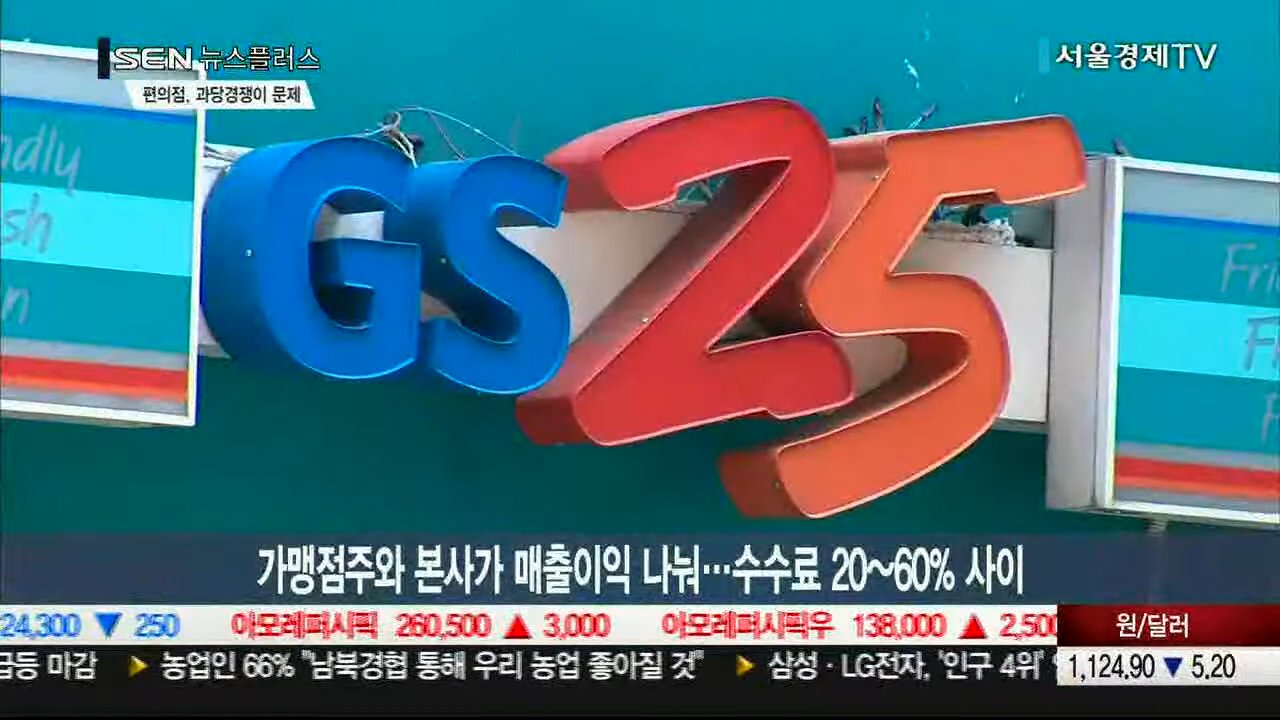 SEN 뉴스플러스
서울경제TV
편의점, 과당경쟁이 문제
GS25
adly
sh
n
Fri
F
F
가맹점주와 본사가 매출이익 나눠…수수료 20~60% 사이
24,300 ▼ 250 아모레퍼시픽 260,500 ▲ 3,000 아모레퍼시픽우 138,000 ▲ 2,500
원/달러
급등 마감 ▶ 농업인 66% "남북경협 통해 우리 농업 좋아질 것" ▶ 삼성·LG전자, '인구 4위'
1,124.90 ▼ 5.20